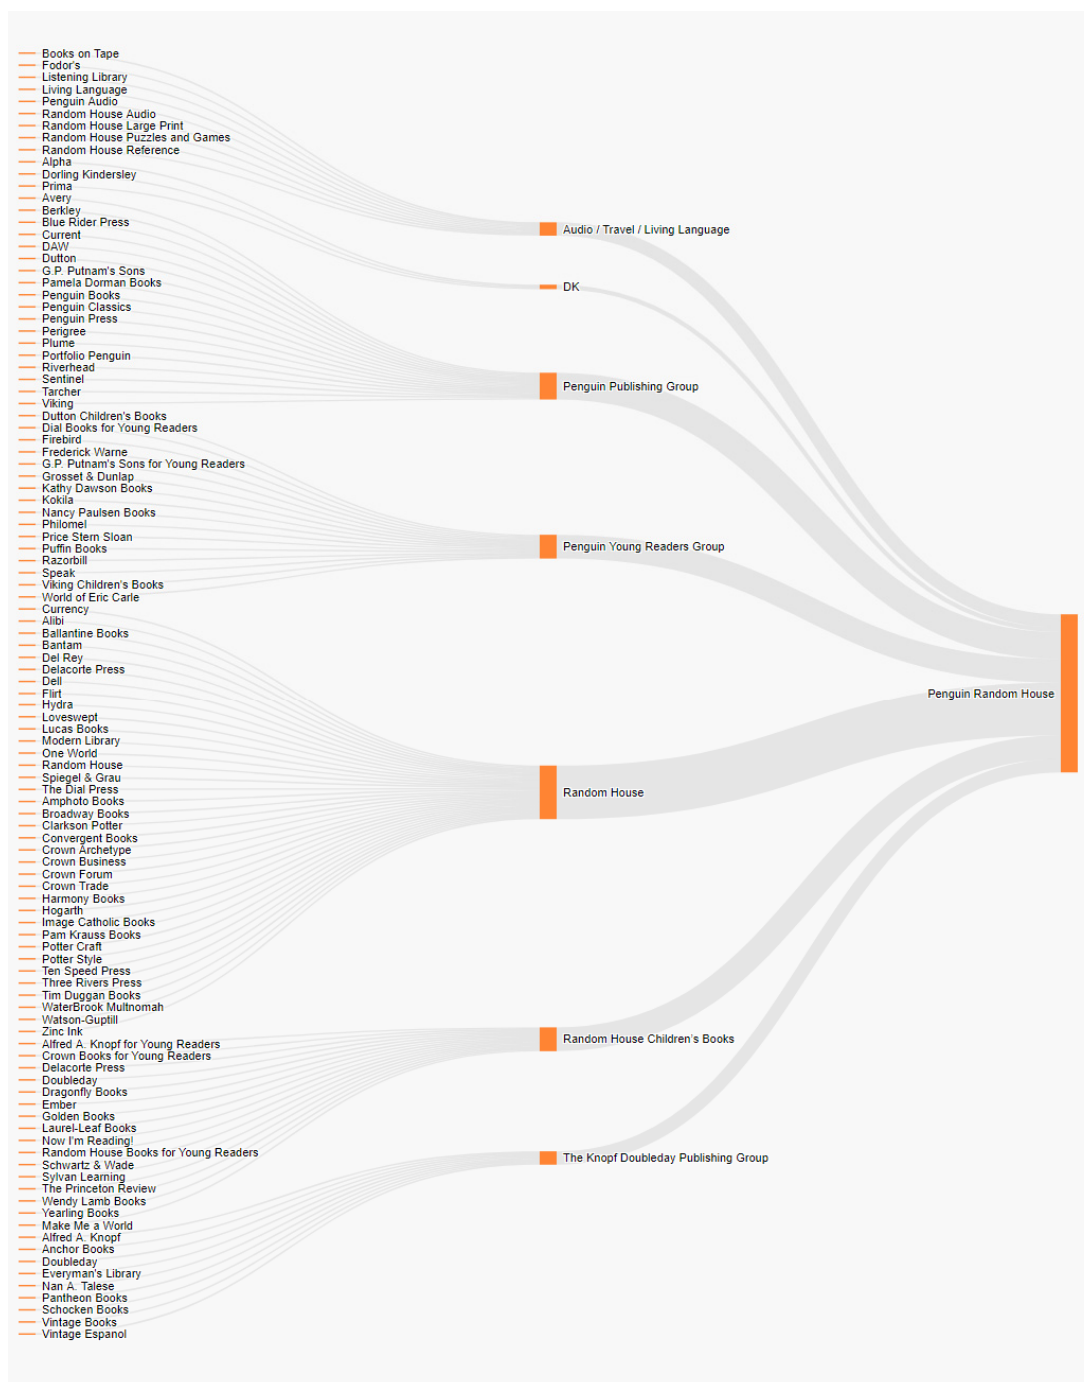 Books on Tape
Fodor's
Listening Library
Living Language
Penguin Audio
Random House Audio
Random House Large Print
Random House Puzzles and Games
Random House Reference
Alpha
Dorling Kindersley
Prima
Avery
Berkley
Blue Rider Press
Current
DAW
Dutton
G.P. Putnam's Sons
Pamela Dorman Books
Penguin Books
Penguin Classics
Penguin Press
Perigree
Plume
Portfolio Penguin
Riverhead
Sentinel
Tarcher
Viking
Dutton Children's Books
Dial Books for Young Readers
Firebird
Frederick Warne
G.P. Putnam's Sons for Young Readers
Grosset & Dunlap
Kathy Dawson Books
Kokila
Nancy Paulsen Books
Philomel
Price Stern Sloan
Puffin Books
Razorbill
Speak
Viking Children's Books
World of Eric Carle
Currency
Alibi
Ballantine Books
Bantam
Del Rey
Delacorte Press
Dell
Flirt
Hydra
Loveswept
Lucas Books
Modern Library
One World
Random House
Spiegel & Grau
The Dial Press
Amphoto Books
Broadway Books
Clarkson Potter
Convergent Books
Crown Archetype
Crown Business
Crown Forum
Crown Trade
Harmony Books
Hogarth
Image Catholic Books
Pam Krauss Books
Potter Craft
Potter Style
Ten Speed Press
Three Rivers Press
Tim Duggan Books
WaterBrook Multnomah
Watson-Guptill
Zinc Ink
Alfred A. Knopf for Young Readers
Crown Books for Young Readers
Delacorte Press
Doubleday
Dragonfly Books
Ember
Golden Books
Laurel-Leaf Books
Now I'm Reading!
Random House Books for Young Readers
Schwartz & Wade
Sylvan Learning
The Princeton Review
Wendy Lamb Books
Yearling Books
Make Me a World
Alfred A. Knopf
Anchor Books
Doubleday
Everyman's Library
Nan A. Talese
Pantheon Books
Schocken Books
Vintage Books
Vintage Espanol
Audio / Travel / Living Language
DK
Penguin Publishing Group
Penguin Young Readers Group
Random House
Random House Children's Books
The Knopf Doubleday Publishing Group
Penguin Random House